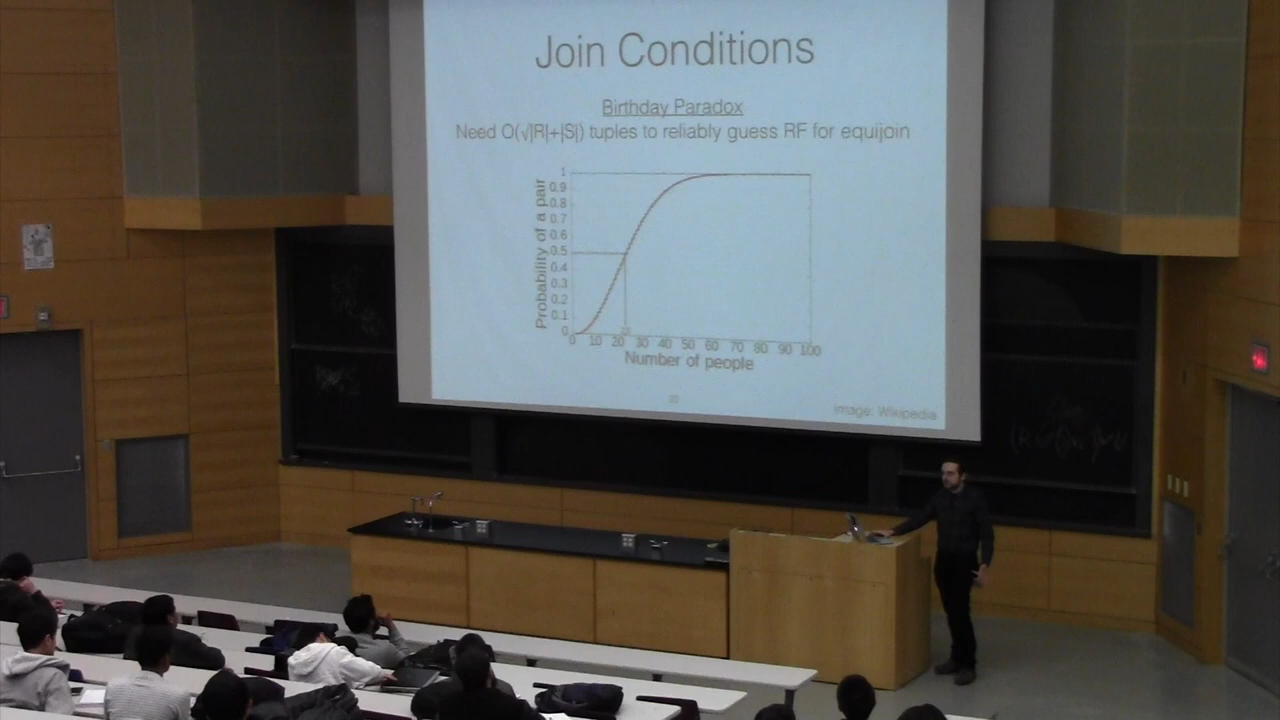 Join Conditions
Birthday Paradox
Need O(√|R|+|S|) tuples to reliably guess RF for equijoin
Probability of a pair
1
0.9
0.8
0.7
0.6
0.5
0.4
0.3
0.2
0.1
0
23
0 10 20 30 40 50 60 70 80 90 100
Number of people
Image: Wikipedia